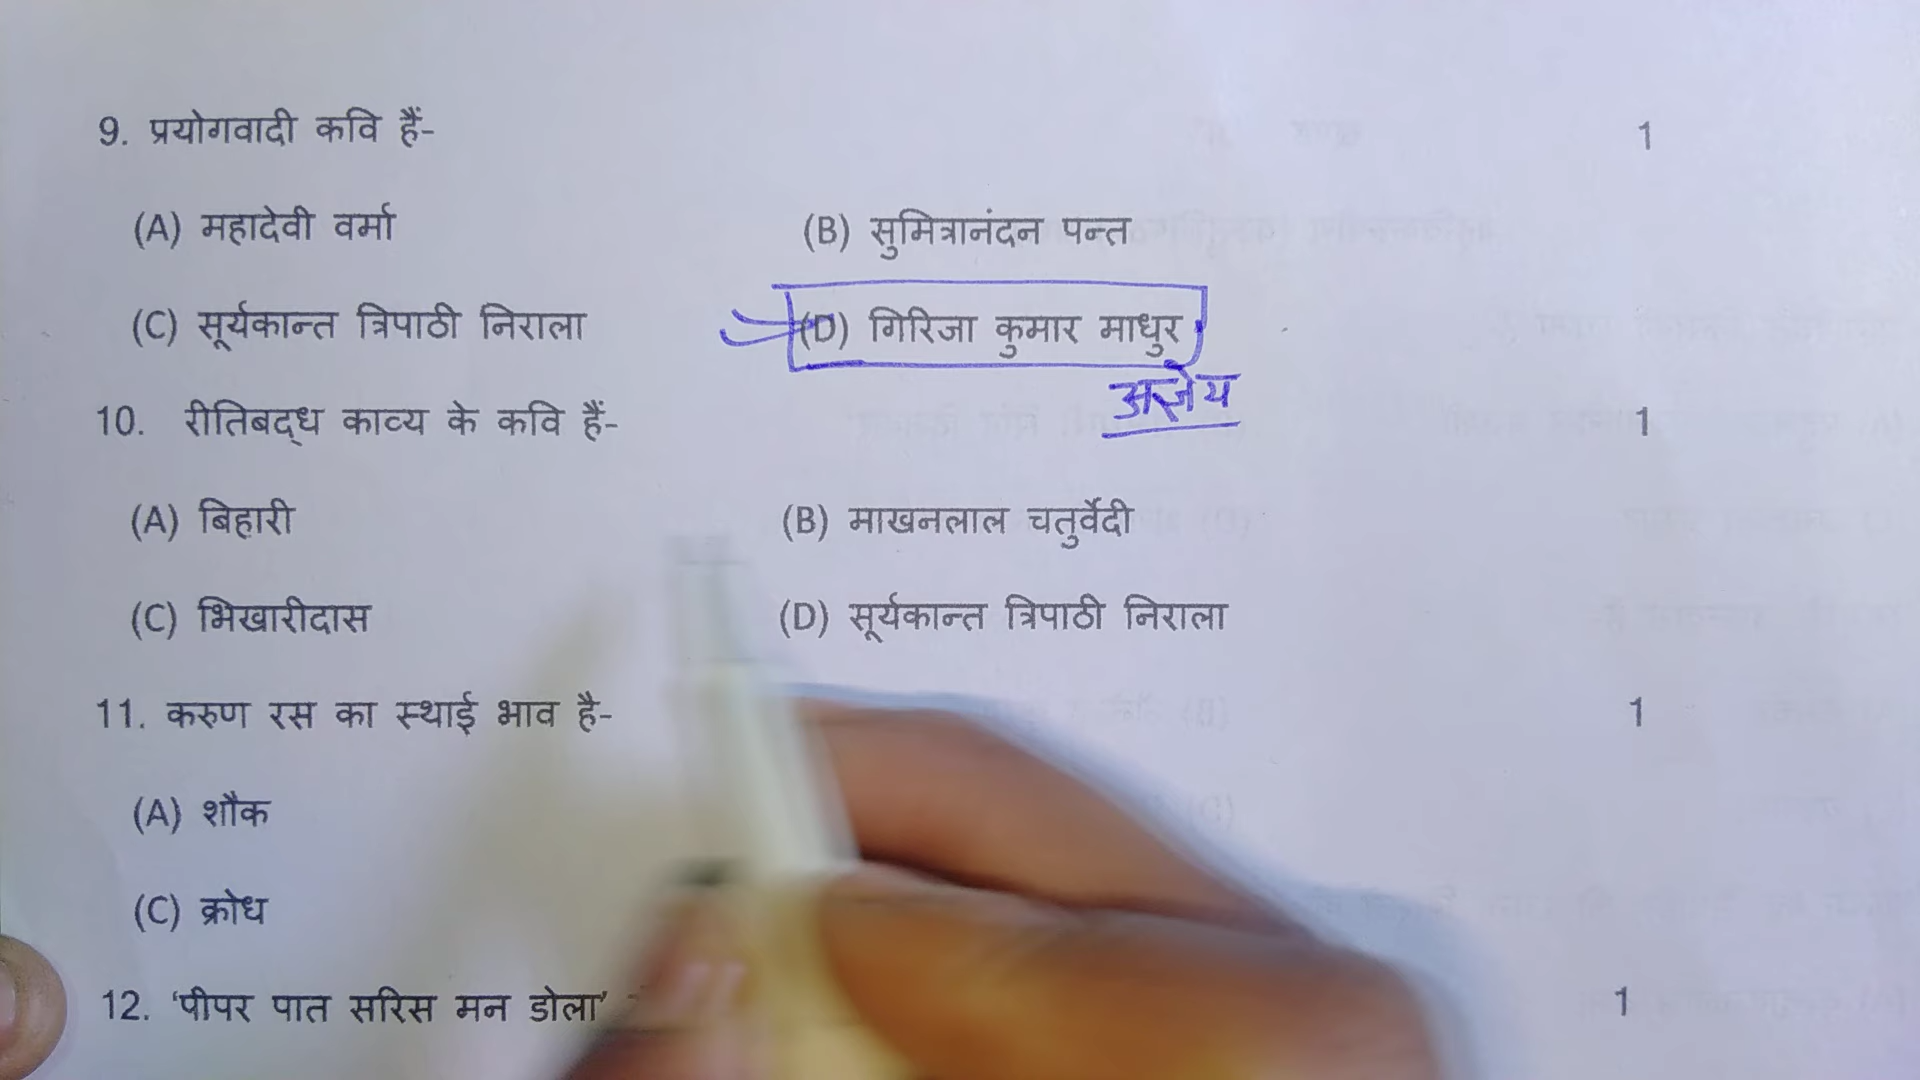 9. प्रयोगवादी कवि हैं- 1
(A) महादेवी वर्मा (B) सुमित्रानंदन पन्त
(C) सूर्यकान्त त्रिपाठी निराला (D) गिरिजा कुमार माथुर
अज्ञेय
10. रीतिबद्ध काव्य के कवि हैं- 1
(A) बिहारी (B) माखनलाल चतुर्वेदी
(C) भिखारीदास (D) सूर्यकान्त त्रिपाठी निराला
11. करुण रस का स्थाई भाव है- 1
(A) शौक
(C) क्रोध
12. 'पीपर पात सरिस मन डोला' 1